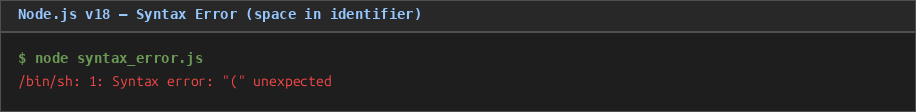 Node.js v18 — Syntax Error (space in identifier)
$ node syntax_error.js
/bin/sh: 1: Syntax error: "(" unexpected